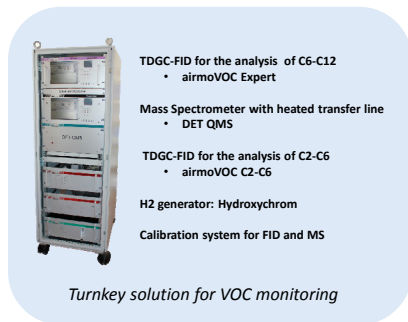 TDGC-FID for the analysis of C6-C12
• airmoVOC Expert
Mass Spectrometer with heated transfer line
• DET QMS
TDGC-FID for the analysis of C2-C6
• airmoVOC C2-C6
H2 generator: Hydroxychrom
Calibration system for FID and MS
DET QMS
Turnkey solution for VOC monitoring